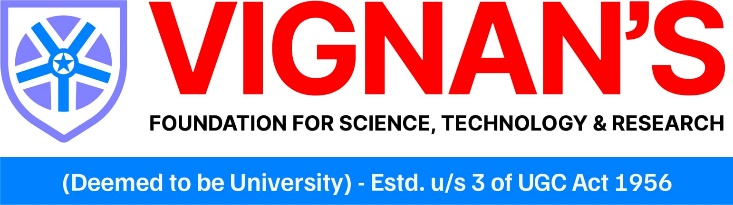 VIGNAN'S
FOUNDATION FOR SCIENCE, TECHNOLOGY & RESEARCH
(Deemed to be University) - Estd. u/s 3 of UGC Act 1956